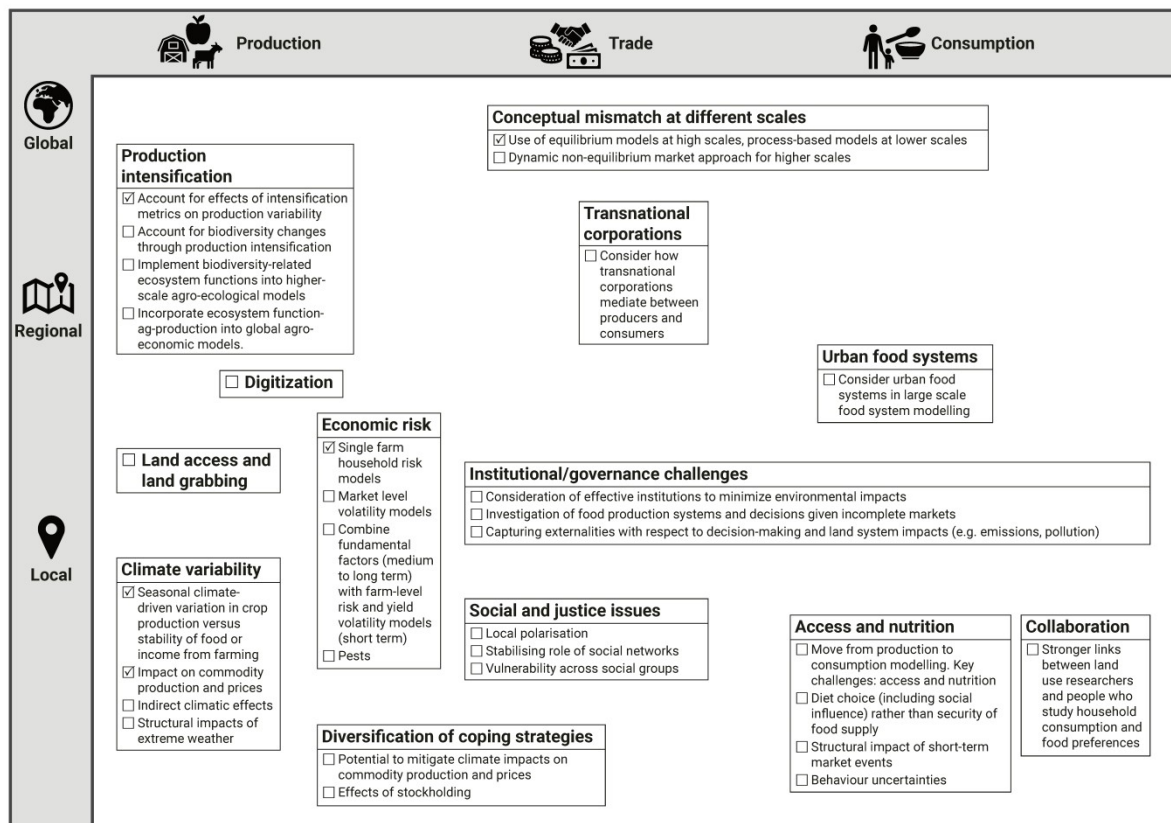 Production
Trade
Consumption
Global
Regional
Local
Conceptual mismatch at different scales
☑ Use of equilibrium models at high scales, process-based models at lower scales
☐ Dynamic non-equilibrium market approach for higher scales
Production
intensification
☑ Account for effects of intensification
metrics on production variability
☐ Account for biodiversity changes
through production intensification
☐ Implement biodiversity-related
ecosystem functions into higher-
scale agro-ecological models
☐ Incorporate ecosystem function-
ag-production into global agro-
economic models.
Transnational
corporations
☐ Consider how
transnational
corporations
mediate between
producers and
consumers
Urban food systems
☐ Consider urban food
systems in large scale
food system modelling
☐ Digitization
☐ Land access and
land grabbing
Economic risk
☑ Single farm
household risk
models
☐ Market level
volatility models
☐ Combine
fundamental
factors (medium
to long term)
with farm-level
risk and yield
volatility models
(short term)
☐ Pests
Institutional/governance challenges
☐ Consideration of effective institutions to minimize environmental impacts
☐ Investigation of food production systems and decisions given incomplete markets
☐ Capturing externalities with respect to decision-making and land system impacts (e.g. emissions, pollution)
Climate variability
☑ Seasonal climate-
driven variation in crop
production versus
stability of food or
income from farming
☑ Impact on commodity
production and prices
☐ Indirect climatic effects
☐ Structural impacts of
extreme weather
Social and justice issues
☐ Local polarisation
☐ Stabilising role of social networks
☐ Vulnerability across social groups
Access and nutrition
☐ Move from production
to consumption modelling. Key
challenges: access and nutrition
☐ Diet choice (including social
influence) rather than security of
food supply
☐ Structural impact of short-term
market events
☐ Behaviour uncertainties
Collaboration
☐ Stronger links
between land
use researchers
and people who
study household
consumption and
food preferences
Diversification of coping strategies
☐ Potential to mitigate climate impacts on
commodity production and prices
☐ Effects of stockholding